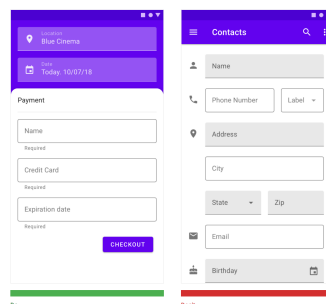 Location
Blue Cinema
Date
Today. 10/07/18
Payment
Name
Required
Credit Card
Required
Expiration date
Required
CHECKOUT
Contacts
Name
Phone Number
Label
Address
City
State
Zip
Email
Birthday